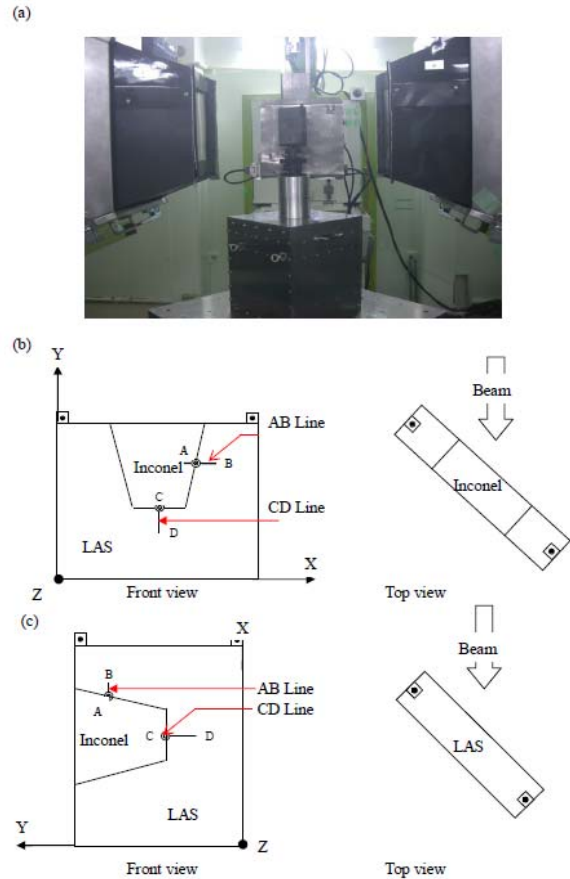 (a)
(b)
Y
Beam
AB Line
A
Inconel
B
Inconel
C
CD Line
D
LAS
Z
X
Front view
Top view
(c)
X
Beam
B
AB Line
A
CD Line
Inconel
C
D
LAS
LAS
Y
Z
Front view
Top view